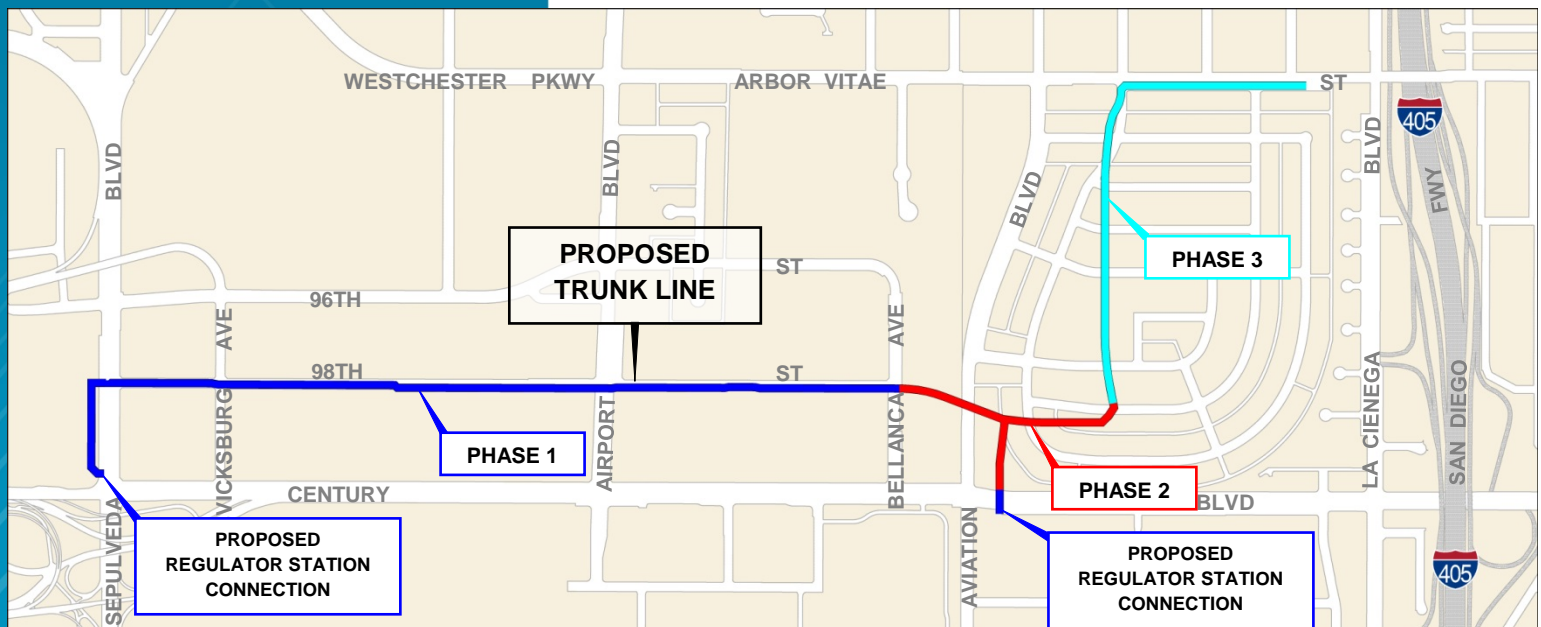 WESTCHESTER PKWY
ARBOR VITAE
ST
405
BLVD
BLVD
BLVD
BLVD
FWY
PROPOSED
TRUNK LINE
PHASE 3
ST
96TH
AVE
AVE
98TH
ST
PHASE 1
VICKSBURG
AIRPORT
BELLANCA
LA CIENEGA
SAN DIEGO
CENTURY
PHASE 2
BLVD
SEPULVEDA
AVIATION
PROPOSED
REGULATOR STATION
CONNECTION
PROPOSED
REGULATOR STATION
CONNECTION
405